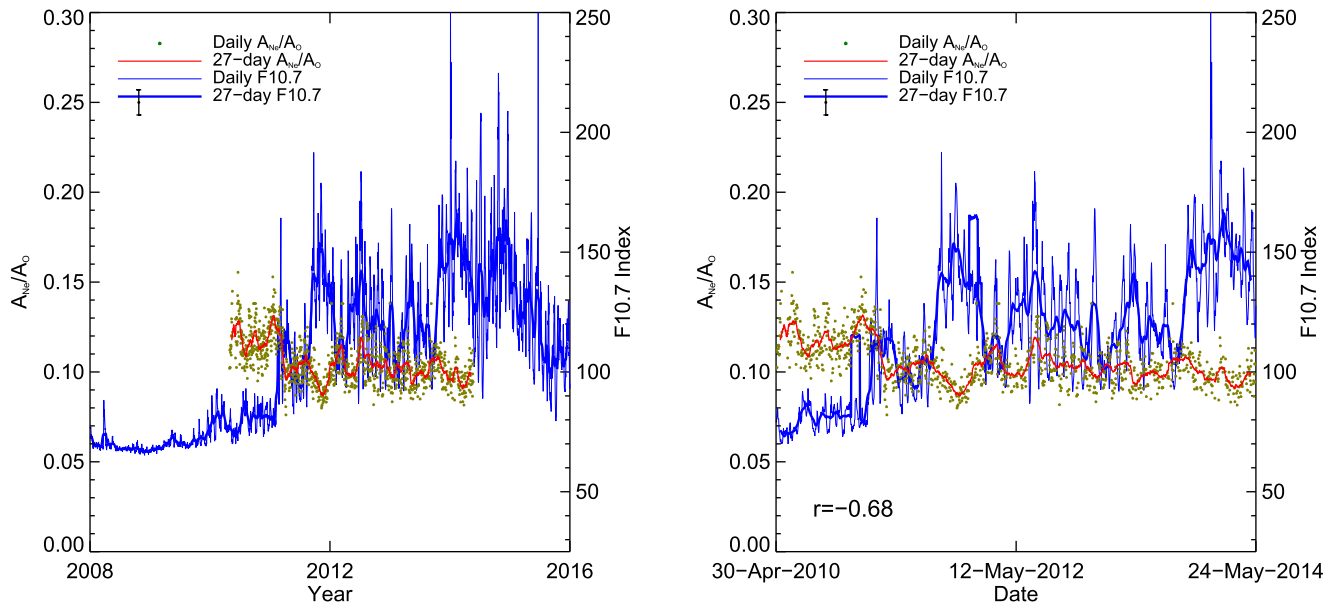 0.30
0.25
0.20
0.15
0.10
0.05
0.00
A_Ne/A_O
Daily A_Ne/A_O
27−day A_Ne/A_O
Daily F10.7
27−day F10.7
250
200
150
100
50
F10.7 Index
2008
2012
2016
Year
0.30
0.25
0.20
0.15
0.10
0.05
0.00
A_Ne/A_O
Daily A_Ne/A_O
27−day A_Ne/A_O
Daily F10.7
27−day F10.7
r=−0.68
250
200
150
100
50
F10.7 Index
30−Apr−2010
12−May−2012
24−May−2014
Date